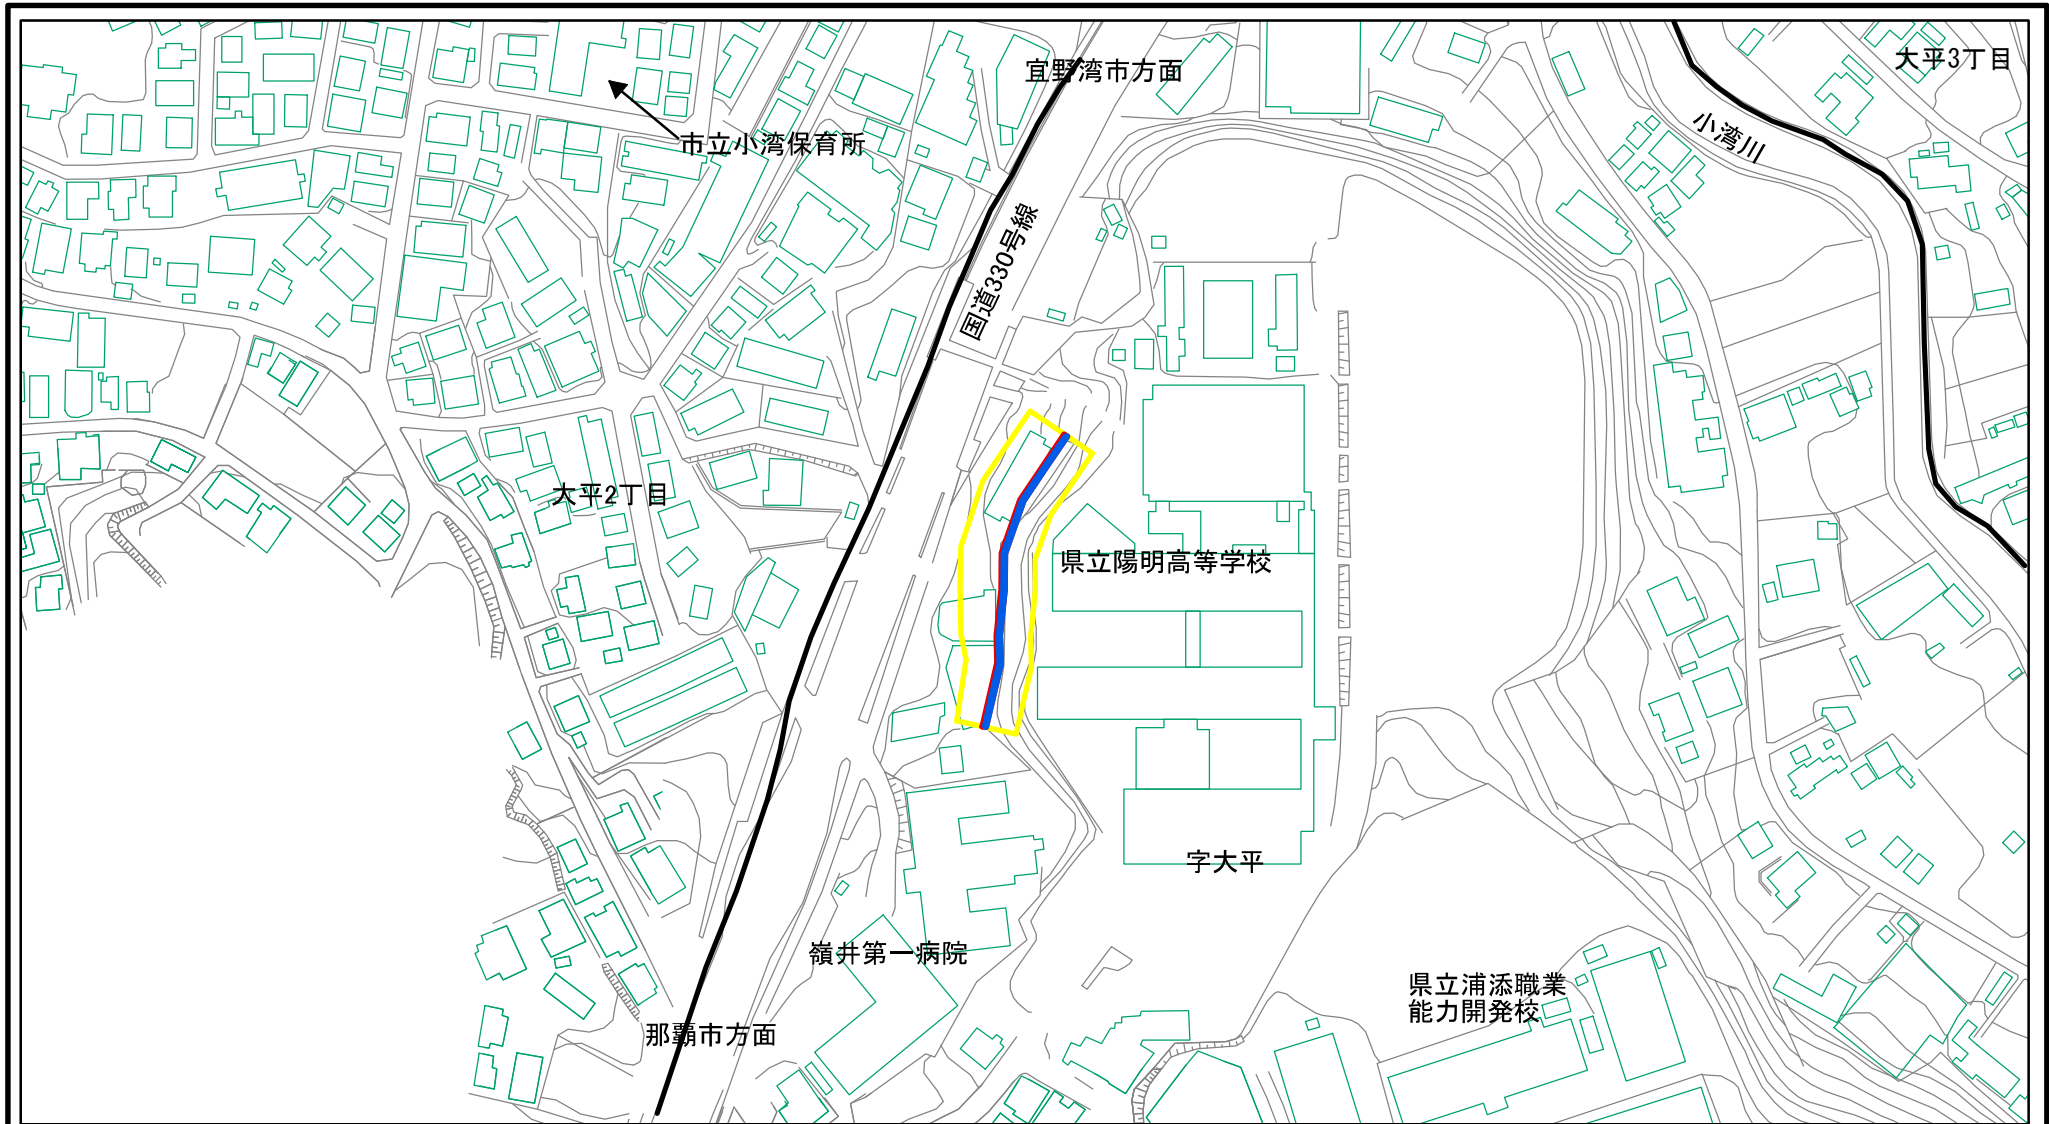 大平3丁目
宜野湾市方面
小湾川
市立小湾保育所
国道330号線
大平2丁目
県立陽明高等学校
字大平
嶺井第一病院
県立浦添職業
能力開発校
那覇市方面